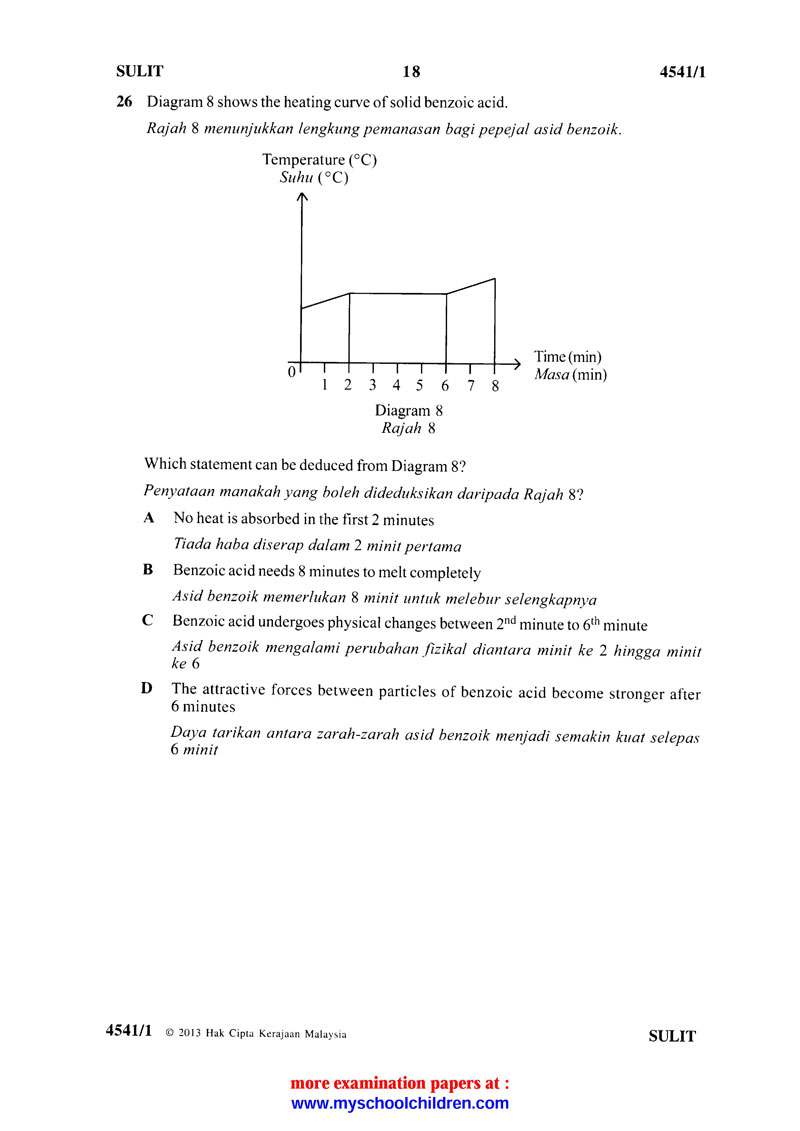 SULIT 18 4541/1
26 Diagram 8 shows the heating curve of solid benzoic acid.
Rajah 8 menunjukkan lengkung pemanasan bagi pepejal asid benzoik.
Temperature (°C)
Suhu (°C)
Time (min)
Masa (min)
0 1 2 3 4 5 6 7 8
Diagram 8
Rajah 8
Which statement can be deduced from Diagram 8?
Penyataan manakah yang boleh dideduksikan daripada Rajah 8?
A No heat is absorbed in the first 2 minutes
Tiada haba diserap dalam 2 minit pertama
B Benzoic acid needs 8 minutes to melt completely
Asid benzoik memerlukan 8 minit untuk melebur selengkapnya
C Benzoic acid undergoes physical changes between 2nd minute to 6th minute
Asid benzoik mengalami perubahan fizikal diantara minit ke 2 hingga minit
ke 6
D The attractive forces between particles of benzoic acid become stronger after
6 minutes
Daya tarikan antara zarah-zarah asid benzoik menjadi semakin kuat selepas
6 minit
4541/1 © 2013 Hak Cipta Kerajaan Malaysia SULIT
more examination papers at :
www.myschoolchildren.com